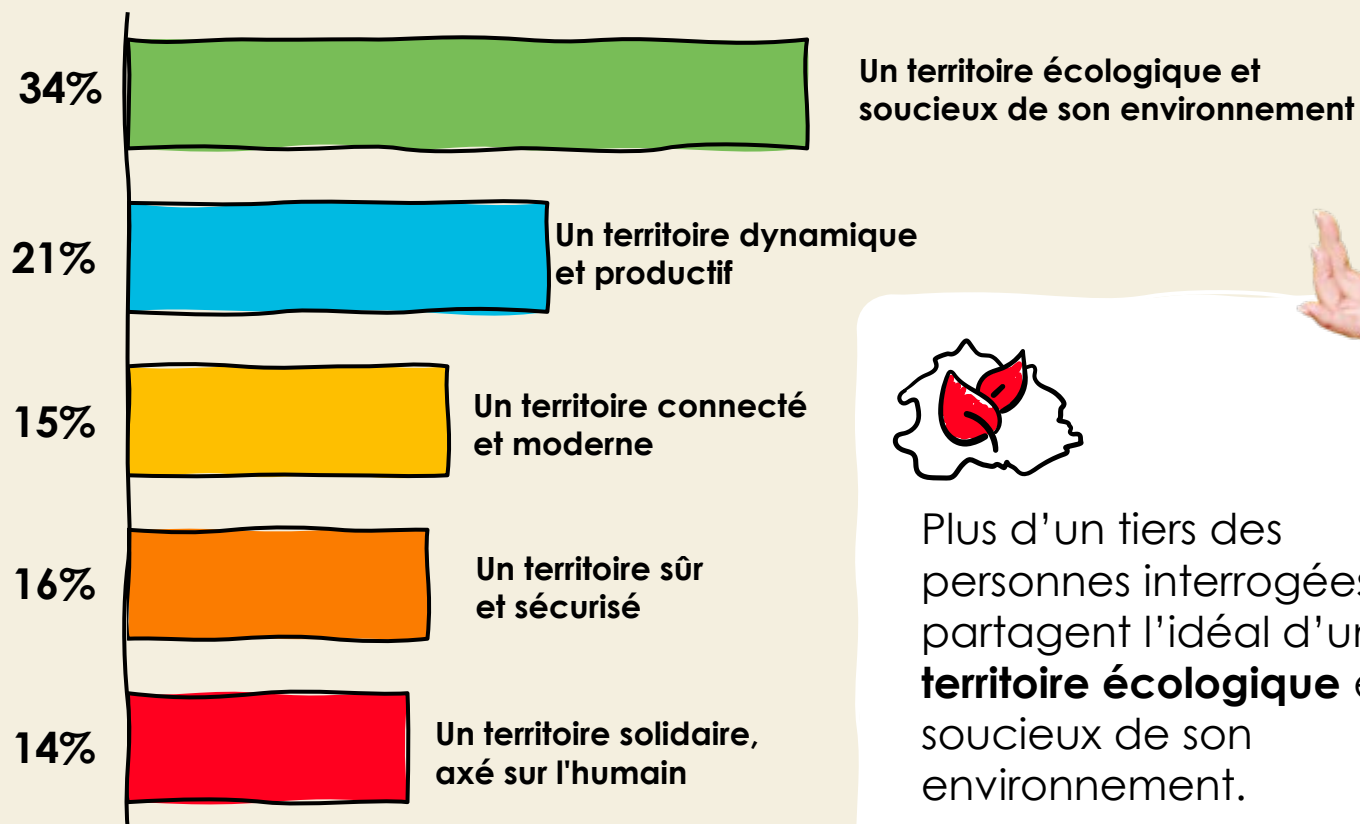 34%
Un territoire écologique et
soucieux de son environnement
21%
Un territoire dynamique
et productif
15%
Un territoire connecté
et moderne
16%
Un territoire sûr
et sécurisé
14%
Un territoire solidaire,
axé sur l'humain
Plus d’un tiers des
personnes interrogées
partagent l’idéal d’un
territoire écologique
soucieux de son
environnement.